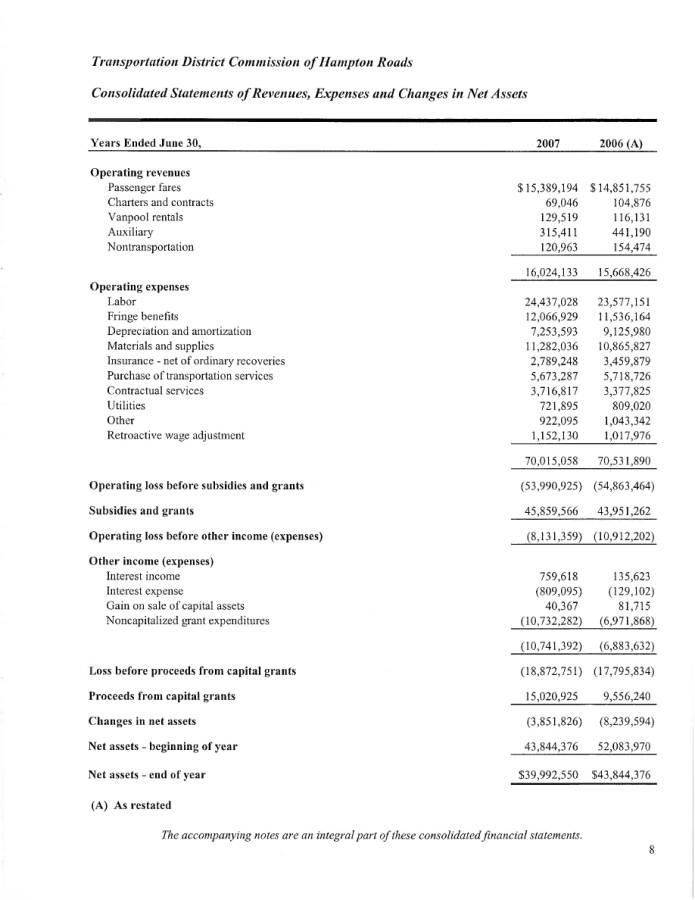 Transportation District Commission of Hampton Roads
Consolidated Statements of Revenues, Expenses and Changes in Net Assets
Years Ended June 30, 2007 2006 (A)
Operating revenues
Passenger fares $15,389,194 $14,851,755
Charters and contracts 69,046 104,876
Vanpool rentals 129,519 116,131
Auxiliary 315,411 441,190
Nontransportation 120,963 154,474
16,024,133 15,668,426
Operating expenses
Labor 24,437,028 23,577,151
Fringe benefits 12,066,929 11,536,164
Depreciation and amortization 7,253,593 9,125,980
Materials and supplies 11,282,036 10,865,827
Insurance - net of ordinary recoveries 2,789,248 3,459,879
Purchase of transportation services 5,673,287 5,718,726
Contractual services 3,716,817 3,377,825
Utilities 721,895 809,020
Other 922,095 1,043,342
Retroactive wage adjustment 1,152,130 1,017,976
70,015,058 70,531,890
Operating loss before subsidies and grants (53,990,925) (54,863,464)
Subsidies and grants 45,859,566 43,951,262
Operating loss before other income (expenses) (8,131,359) (10,912,202)
Other income (expenses)
Interest income 759,618 135,623
Interest expense (809,095) (129,102)
Gain on sale of capital assets 40,367 81,715
Noncapitalized grant expenditures (10,732,282) (6,971,868)
(10,741,392) (6,883,632)
Loss before proceeds from capital grants (18,872,751) (17,795,834)
Proceeds from capital grants 15,020,925 9,556,240
Changes in net assets (3,851,826) (8,239,594)
Net assets - beginning of year 43,844,376 52,083,970
Net assets - end of year $39,992,550 $43,844,376
(A) As restated
The accompanying notes are an integral part of these consolidated financial statements.
8